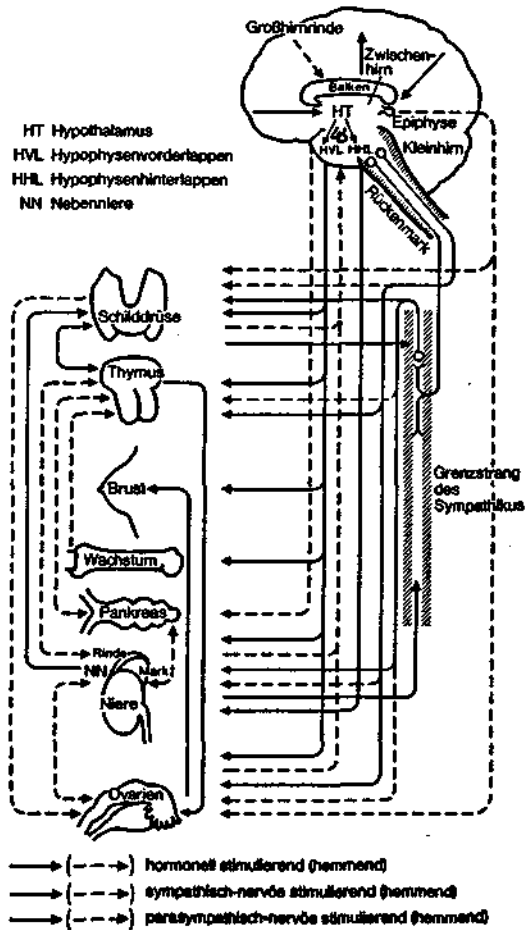 Großhirnrinde
Zwischen-
hirn
Balken
HT
Epiphyse
HVL HHL
Kleinhirn
Rückenmark
HT Hypothalamus
HVL Hypophysenvorderlappen
HHL Hypophysenhinterlappen
NN Nebenniere
Schilddrüse
Thymus
Brust
Grenzstrang
des
Sympathikus
Wachstum
Pankreas
Rinde
NN Mark
Niere
Ovarien
( ) hormonell stimulierend (hemmend)
( ) sympathisch-nervös stimulierend (hemmend)
( ) parasympathisch-nervös stimulierend (hemmend)